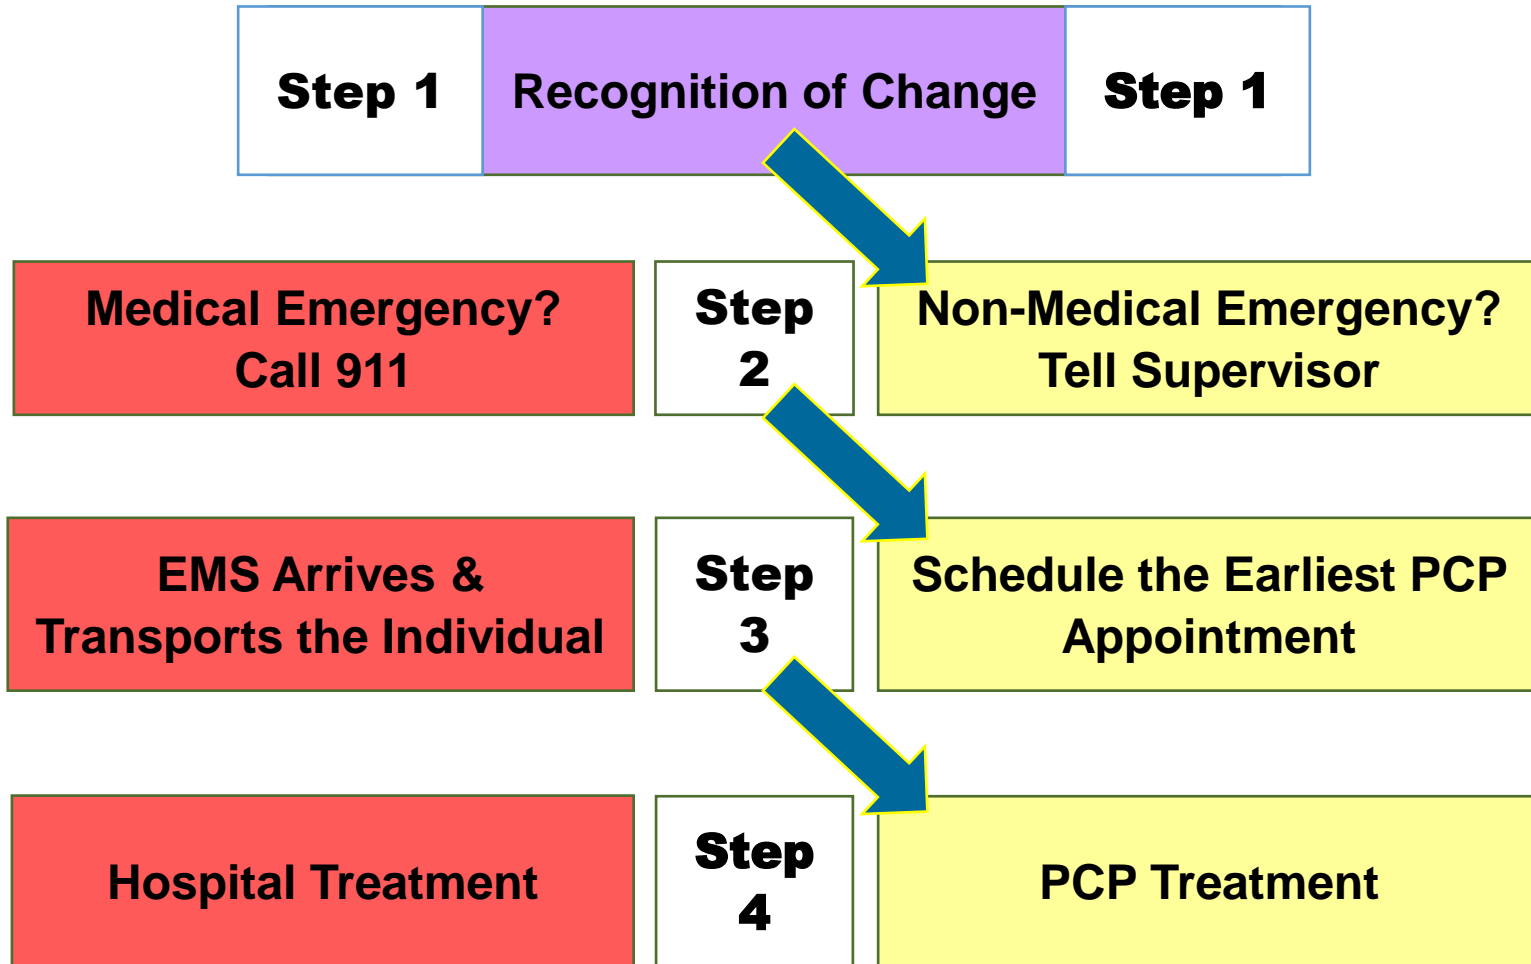 Step 1
Recognition of Change
Step 1
Medical Emergency?
Call 911
Step
2
Non-Medical Emergency?
Tell Supervisor
EMS Arrives &
Transports the Individual
Step
3
Schedule the Earliest PCP
Appointment
Hospital Treatment
Step
4
PCP Treatment